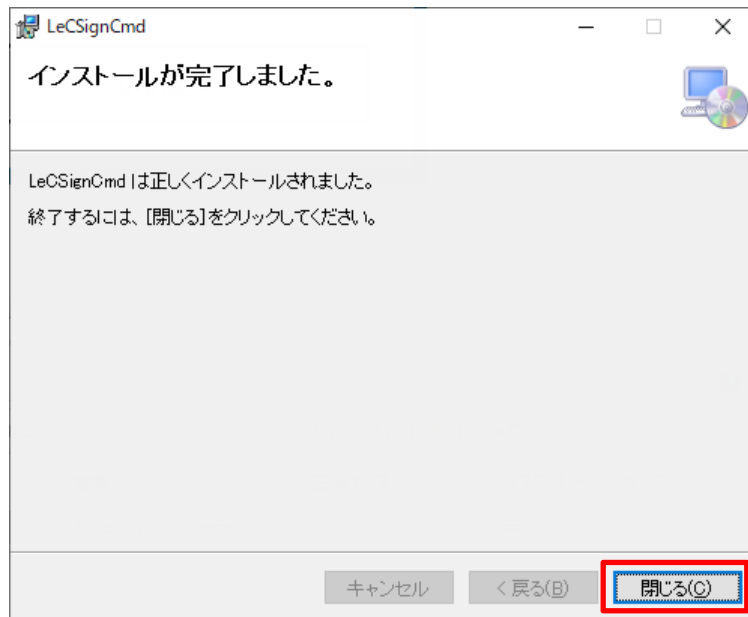 LeCSignCmd
インストールが完了しました。
LeCSignCmd は正しくインストールされました。
終了するには、[閉じる]をクリックしてください。
キャンセル
< 戻る(B)
閉じる(C)